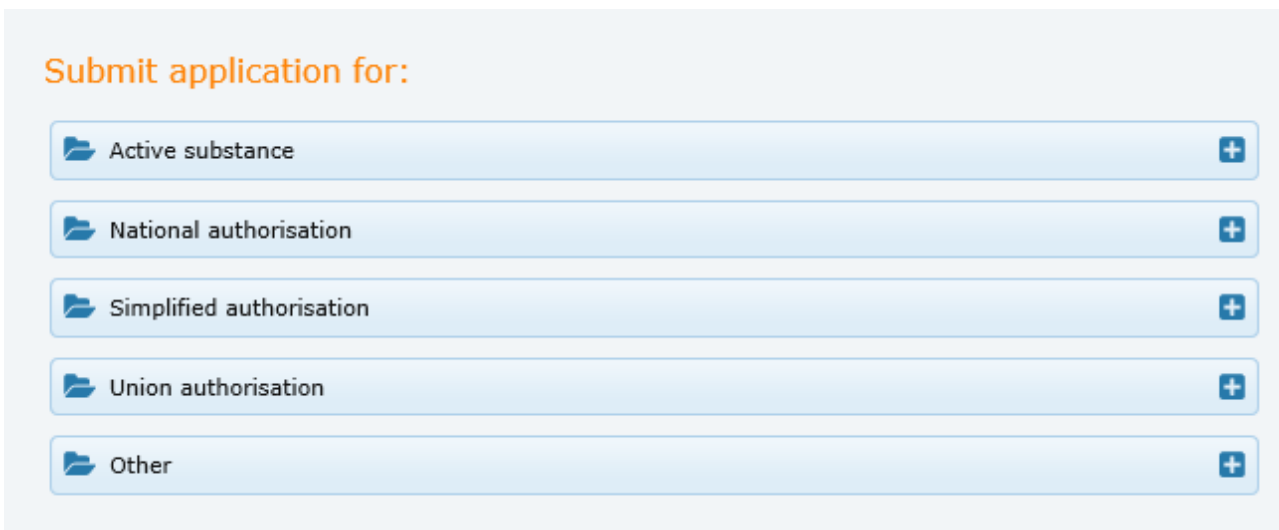 Submit application for:
Active substance
National authorisation
Simplified authorisation
Union authorisation
Other